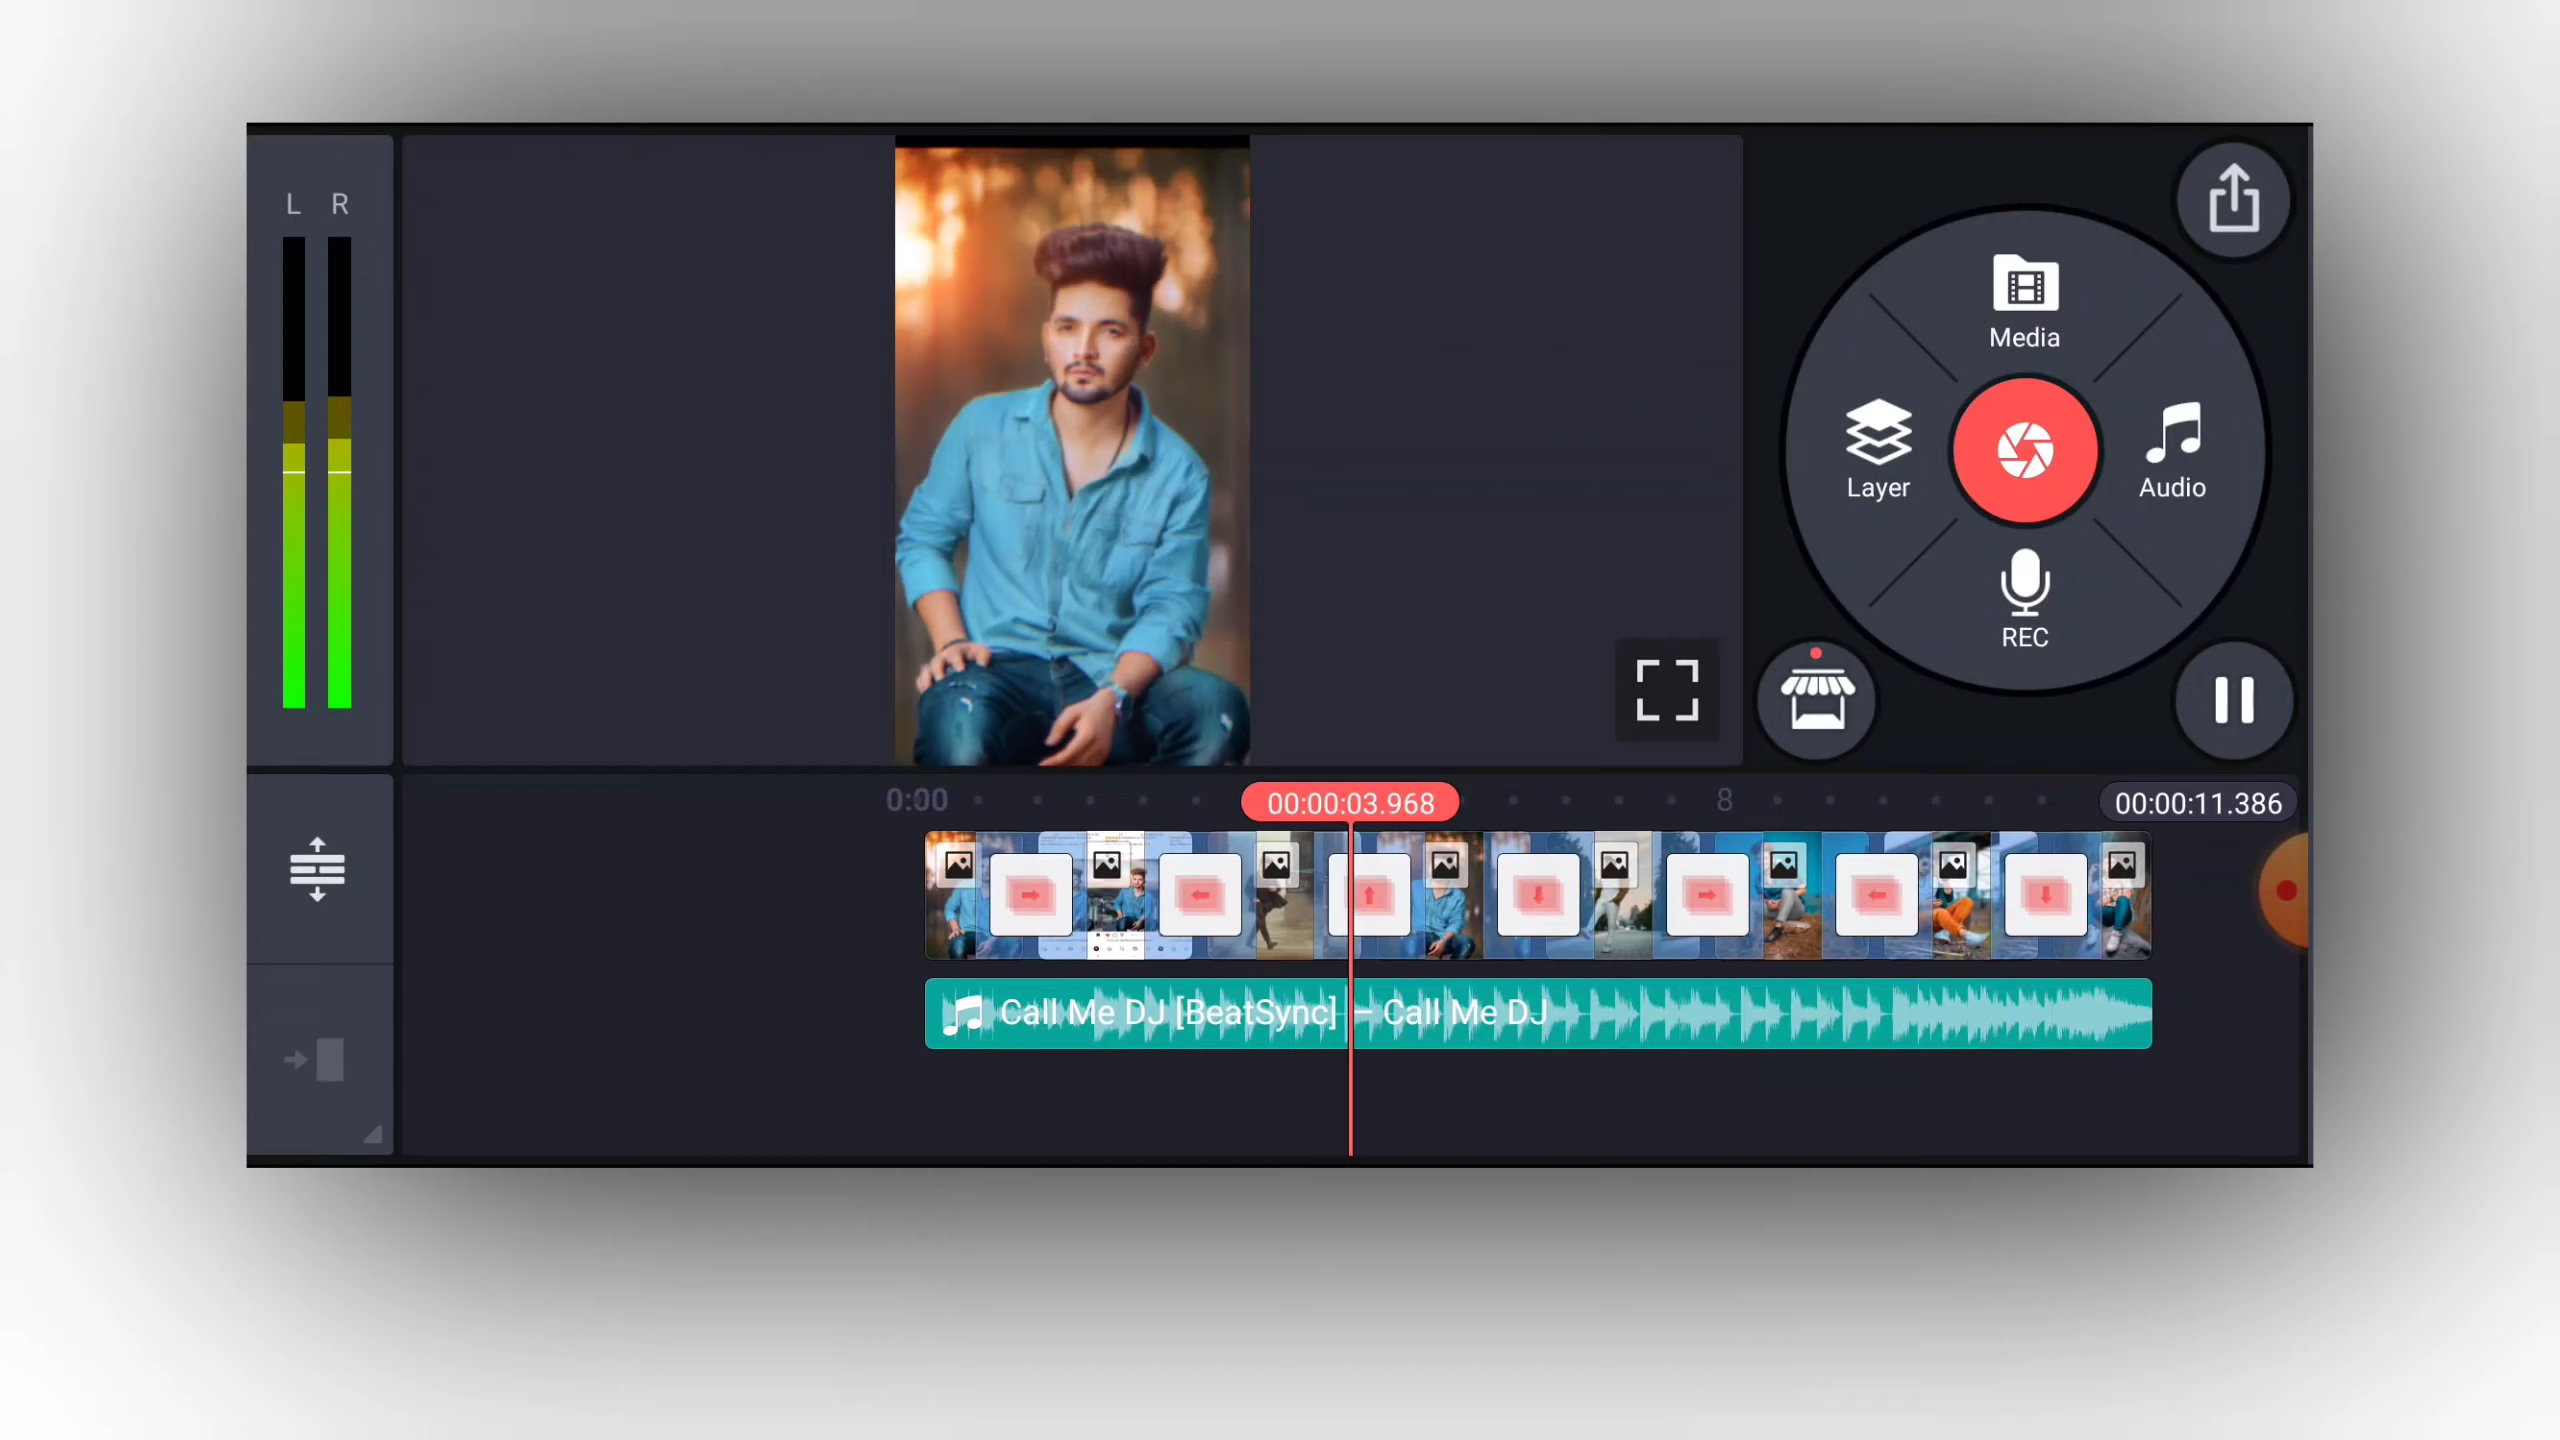 L R
Media
Layer
Audio
REC
0:00
00:00:03.968
8
00:00:11.386
Call Me DJ [BeatSync] — Call Me DJ